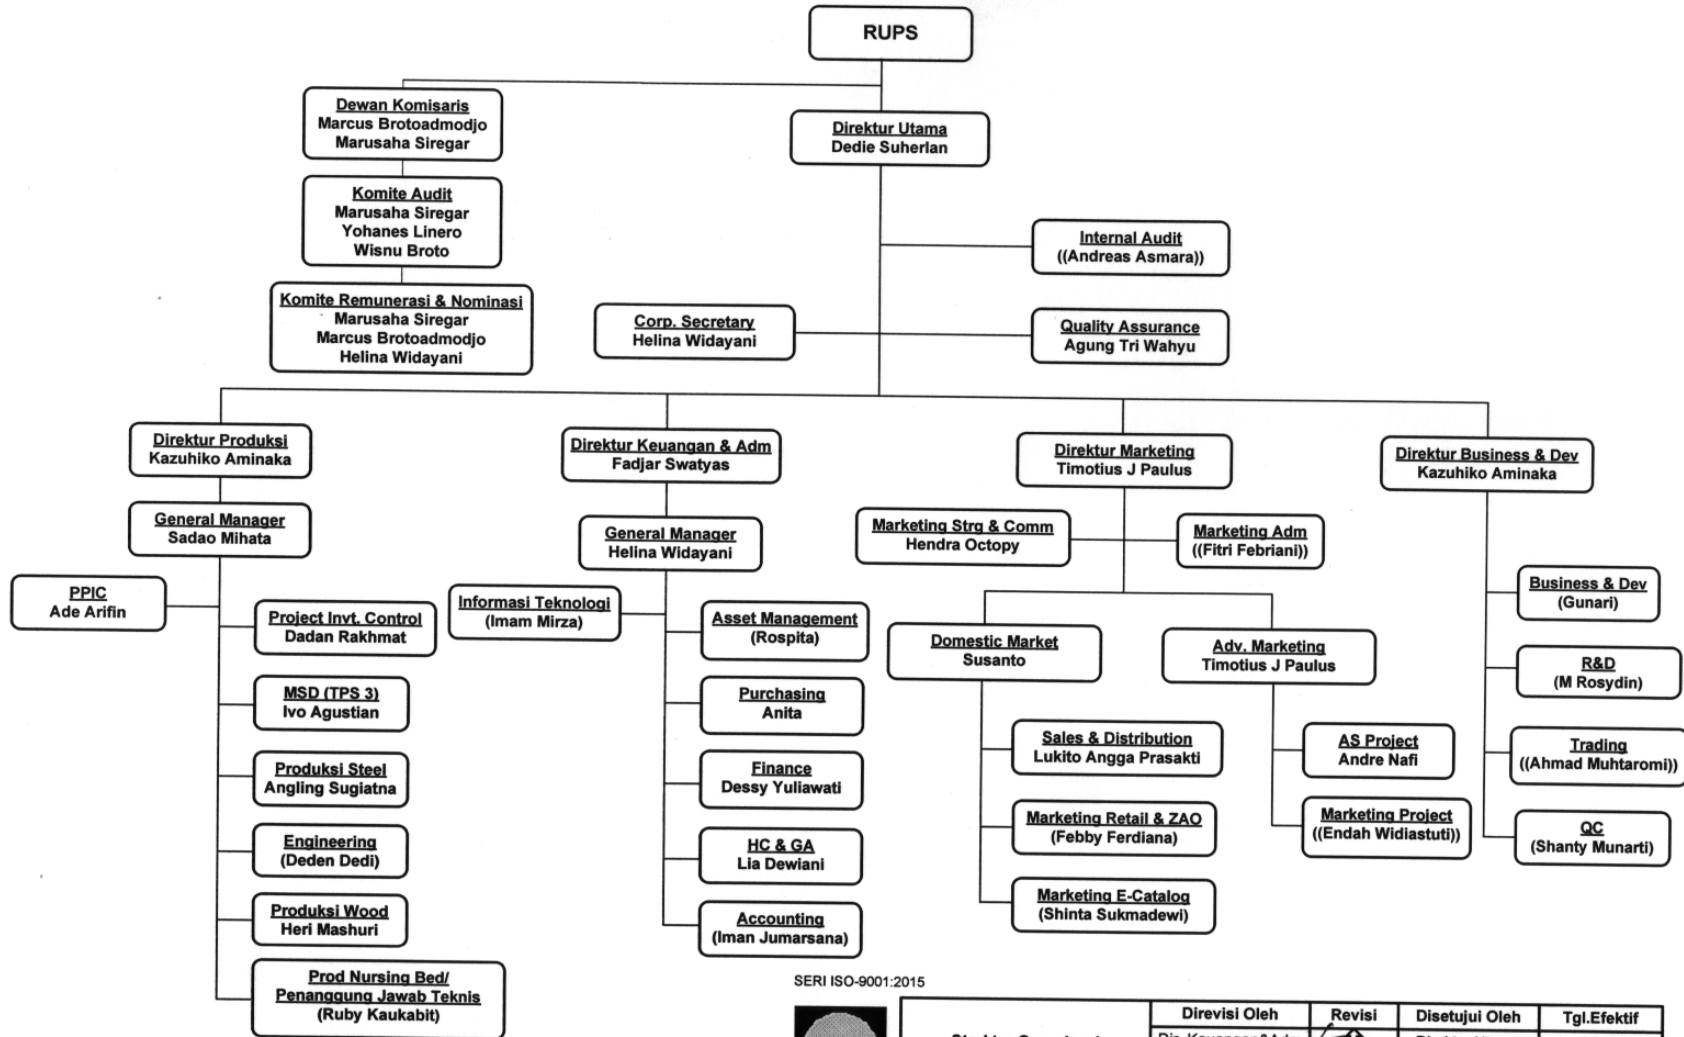 RUPS
Dewan Komisaris
Marcus Brotoadmodjo
Marusaha Siregar
Direktur Utama
Dedie Suherlan
Komite Audit
Marusaha Siregar
Yohanes Linero
Wisnu Broto
Internal Audit
((Andreas Asmara))
Komite Remunerasi & Nominasi
Marusaha Siregar
Marcus Brotoadmodjo
Helina Widayani
Corp. Secretary
Helina Widayani
Quality Assurance
Agung Tri Wahyu
Direktur Produksi
Kazuhiko Aminaka
Direktur Keuangan & Adm
Fadjar Swatyas
Direktur Marketing
Timotius J Paulus
Direktur Business & Dev
Kazuhiko Aminaka
General Manager
Sadao Mihata
General Manager
Helina Widayani
Marketing Strg & Comm
Hendra Octopy
Marketing Adm
((Fitri Febriani))
PPIC
Ade Arifin
Project Invt. Control
Dadan Rakhmat
MSD (TPS 3)
Ivo Agustian
Produksi Steel
Angling Sugiatna
Engineering
(Deden Dedi)
Produksi Wood
Heri Mashuri
Prod Nursing Bed/
Penanggung Jawab Teknis
(Ruby Kaukabit)
Informasi Teknologi
(Imam Mirza)
Asset Management
(Rospita)
Purchasing
Anita
Finance
Dessy Yuliawati
HC & GA
Lia Dewiani
Accounting
(Iman Jumarsana)
Domestic Market
Susanto
Sales & Distribution
Lukito Angga Prasakti
Marketing Retail & ZAO
(Febby Ferdiana)
Marketing E-Catalog
(Shinta Sukmadewi)
Adv. Marketing
Timotius J Paulus
AS Project
Andre Nafi
Marketing Project
((Endah Widiastuti))
Business & Dev
(Gunari)
R&D
(M Rosydin)
Trading
((Ahmad Muhtaromi))
QC
(Shanty Munarti)
SERI ISO-9001:2015
Direvisi Oleh
Revisi
Disetujui Oleh
Tgl.Efektif